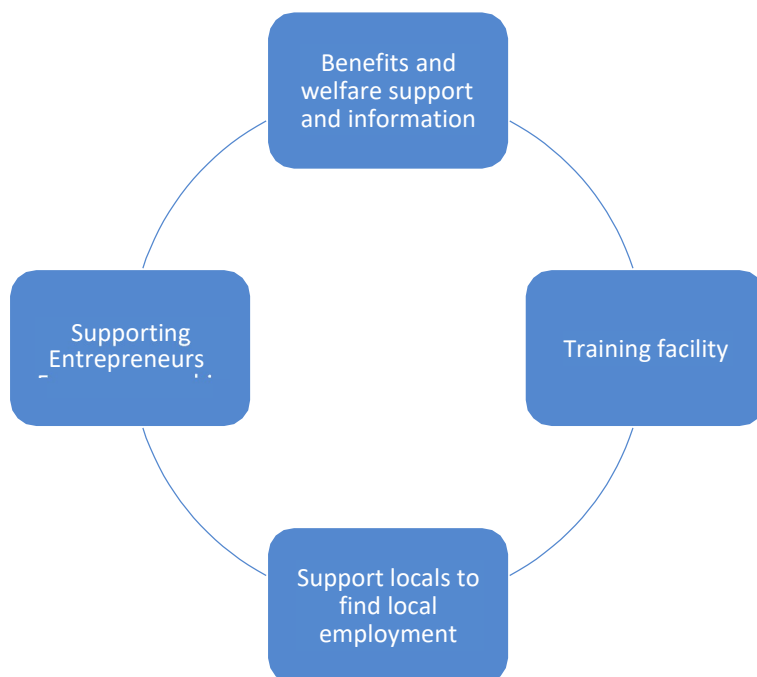 Benefits and
welfare support
and information
Training facility
Support locals to
find local
employment
Supporting
Entrepreneurs